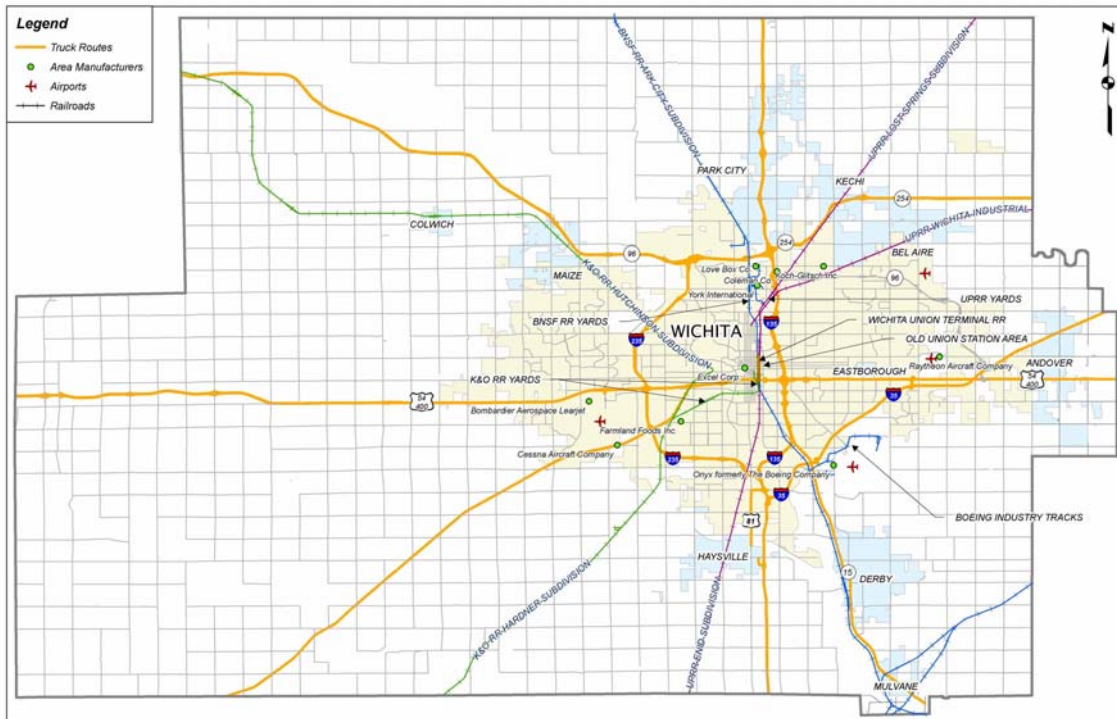 Legend
Truck Routes
Area Manufacturers
Airports
Railroads
N
BNSF RR-ARK CITY-SUBDIVISION
UPRR-LOST-SPRINGS-SUBDIVISION
PARK CITY
KECHI
254
UPRR-WICHITA-INDUSTRIAL
COLWICH
254
BEL AIRE
96
Love Box Co
Koch-Glitsch Inc
Coleman Co
96
MAIZE
York International
UPRR YARDS
K&O-RR-HUTCHINSON-SUBDIVISION
BNSF RR YARDS
WICHITA UNION TERMINAL RR
135
WICHITA
235
OLD UNION STATION AREA
Raytheon Aircraft Company
ANDOVER
EASTBOROUGH
K&O RR YARDS
Excel Corp
54
400
54
400
35
Bombardier Aerospace Learjet
Farmland Foods Inc
Cessna Aircraft Company
235
135
Onyx formerly The Boeing Company
35
81
BOEING INDUSTRY TRACKS
HAYSVILLE
15
DERBY
K&O-RR-HARDNER-SUBDIVISION
UPRR-ENID-SUBDIVISION
MULVANE